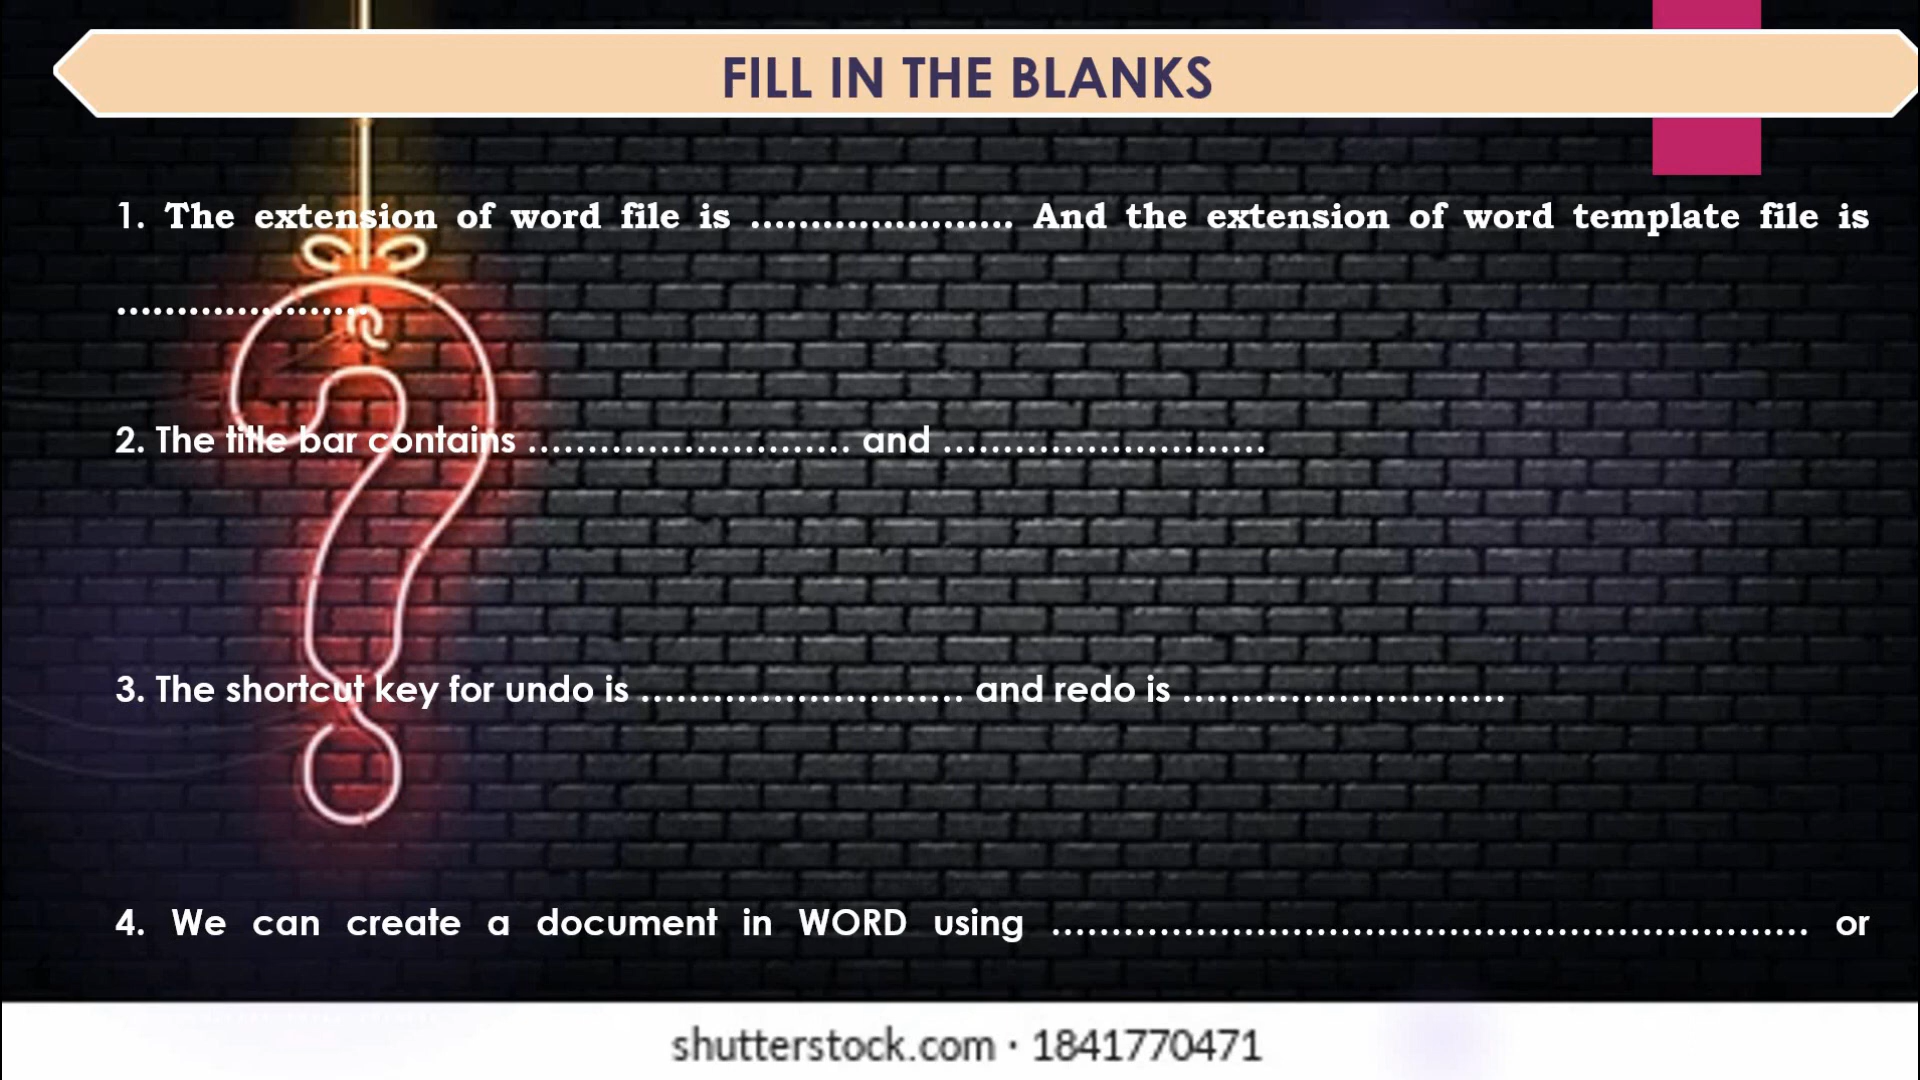 FILL IN THE BLANKS
1. The extension of word file is ...................... And the extension of word template file is
.....................
2. The title bar contains ........................... and ...........................
3. The shortcut key for undo is ........................... and redo is ...........................
4. We can create a document in WORD using ............................................................... or
shutterstock.com · 1841770471